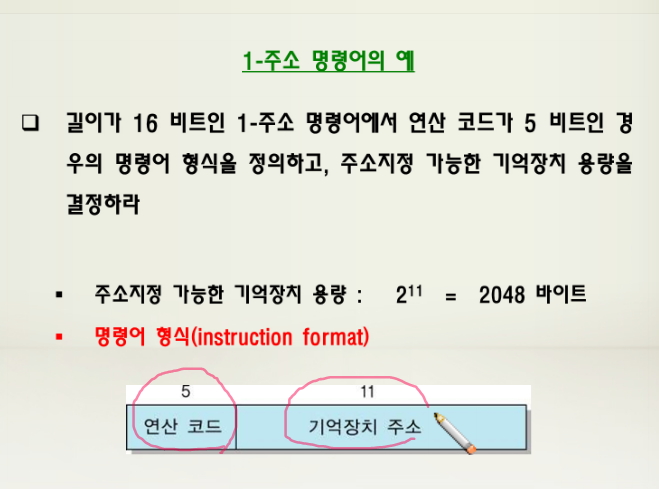 1-주소 명령어의 예
❑ 길이가 16 비트인 1-주소 명령어에서 연산 코드가 5 비트인 경
우의 명령어 형식을 정의하고, 주소지정 가능한 기억장치 용량을
결정하라
▪ 주소지정 가능한 기억장치 용량 : 2¹¹ = 2048 바이트
▪ 명령어 형식(instruction format)
5 11
연산 코드 기억장치 주소